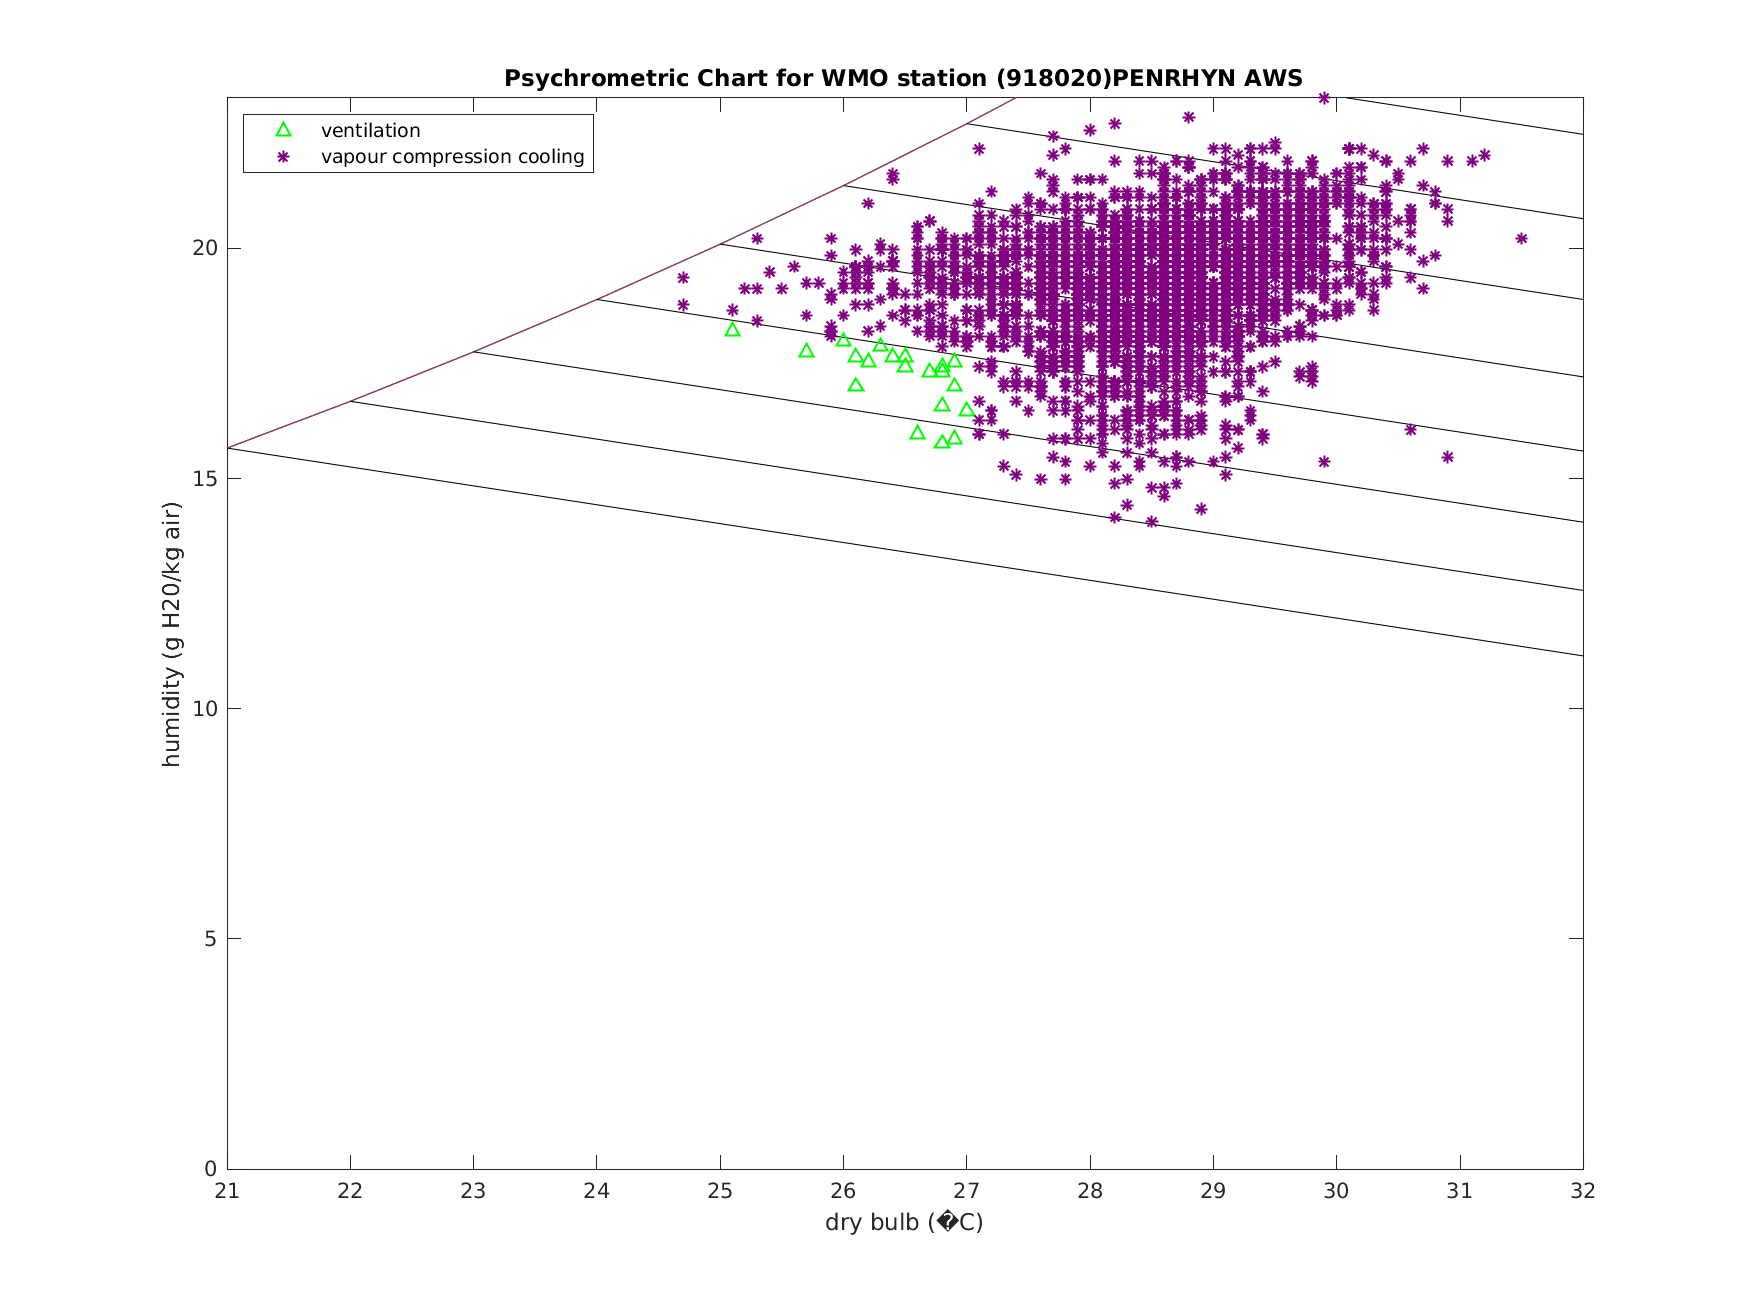 Psychrometric Chart for WMO station (918020)PENRHYN AWS
ventilation
vapour compression cooling
humidity (g H20/kg air)
20
15
10
5
0
21 22 23 24 25 26 27 28 29 30 31 32
dry bulb (�C)